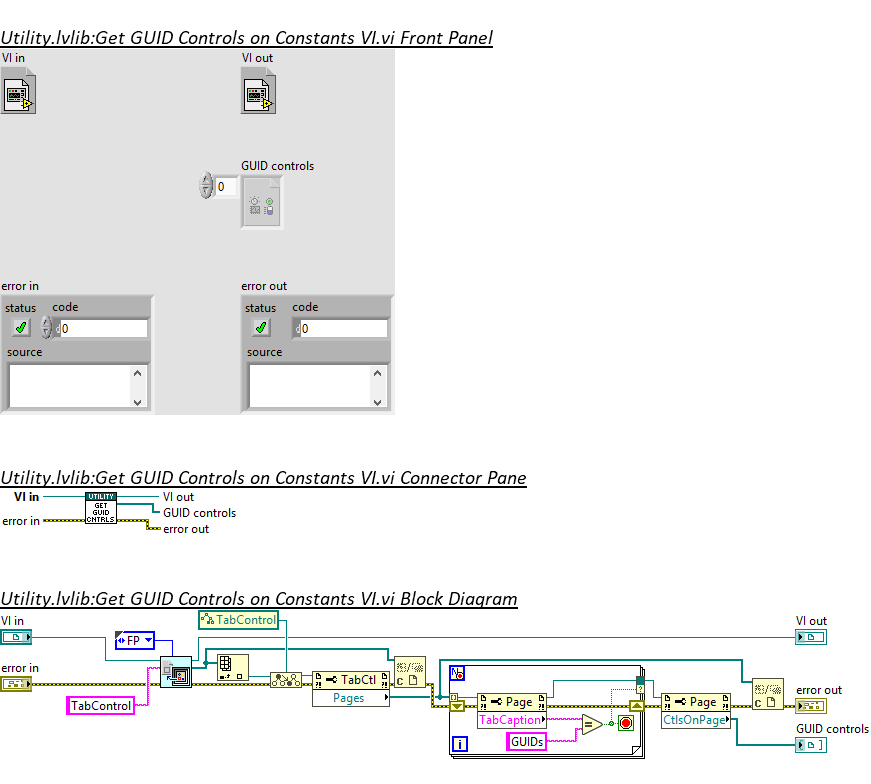 Utility.lvlib:Get GUID Controls on Constants VI.vi Front Panel
VI in
VI out
GUID controls
0
error in
error out
status code
status code
0
0
source
source
Utility.lvlib:Get GUID Controls on Constants VI.vi Connector Pane
VI in
UTILITY
VI out
GET
GUID
CNTRLS
GUID controls
error in
error out
Utility.lvlib:Get GUID Controls on Constants VI.vi Block Diagram
VI in
TabControl
VI out
FP
error in
TabControl
TabCtl
Pages
C
N
Page
TabCaption
GUIDs
i
Page
CtlsOnPage
C
error out
GUID controls